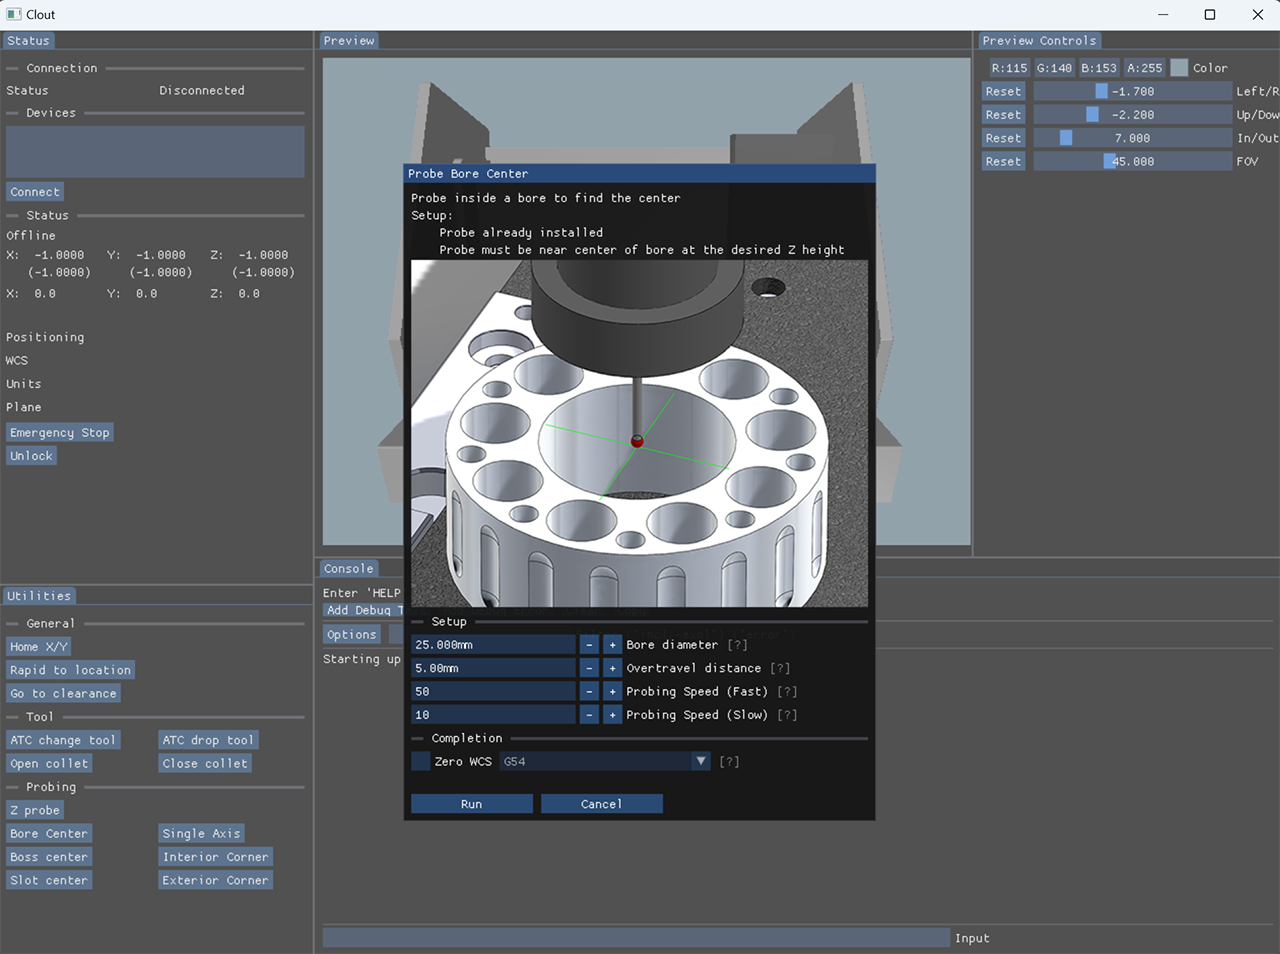 Clout
Status
Connection
Status Disconnected
Devices
Connect
Status
Offline
X: -1.0000 Y: -1.0000 Z: -1.0000
(-1.0000) (-1.0000) (-1.0000)
X: 0.0 Y: 0.0 Z: 0.0
Positioning
WCS
Units
Plane
Emergency Stop
Unlock
Utilities
General
Home X/Y
Rapid to location
Go to clearance
Tool
ATC change tool ATC drop tool
Open collet Close collet
Probing
Z probe
Bore Center Single Axis
Boss center Interior Corner
Slot center Exterior Corner
Preview
Probe Bore Center
Probe inside a bore to find the center
Setup:
Probe already installed
Probe must be near center of bore at the desired Z height
Setup
25.000mm - + Bore diameter [?]
5.00mm - + Overtravel distance [?]
50 - + Probing Speed (Fast) [?]
10 - + Probing Speed (Slow) [?]
Completion
Zero WCS G54 [?]
Run Cancel
Console
Enter 'HELP
Add Debug T
Options
Starting up
Input
Preview Controls
R:115 G:140 B:153 A:255 Color
Reset -1.700 Left/R
Reset -2.200 Up/Dow
Reset 7.000 In/Out
Reset 45.000 FOV